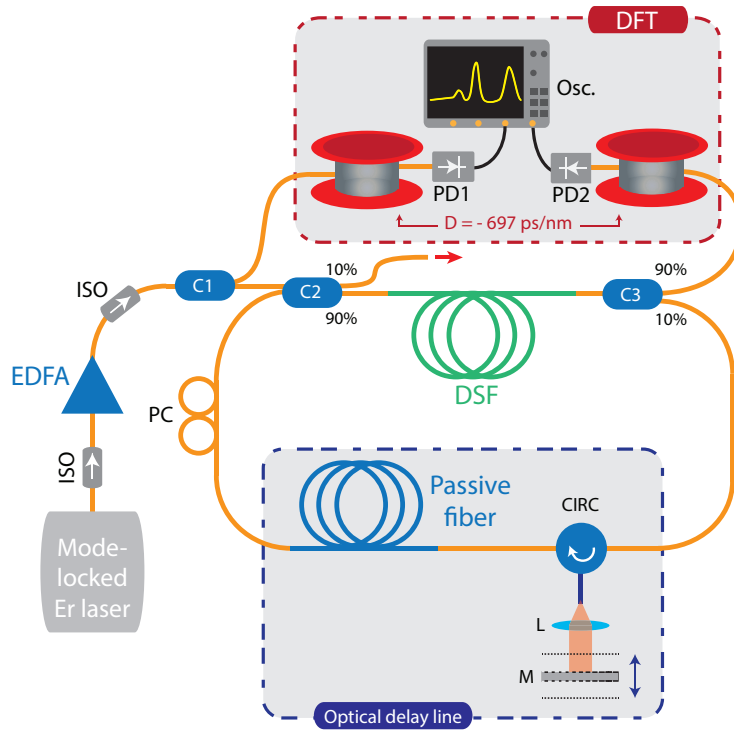 DFT
Osc.
PD1
PD2
D = - 697 ps/nm
ISO
C1
10%
C2
90%
90%
C3
10%
EDFA
DSF
PC
ISO
Passive
fiber
CIRC
Mode-
locked
Er laser
L
M
Optical delay line